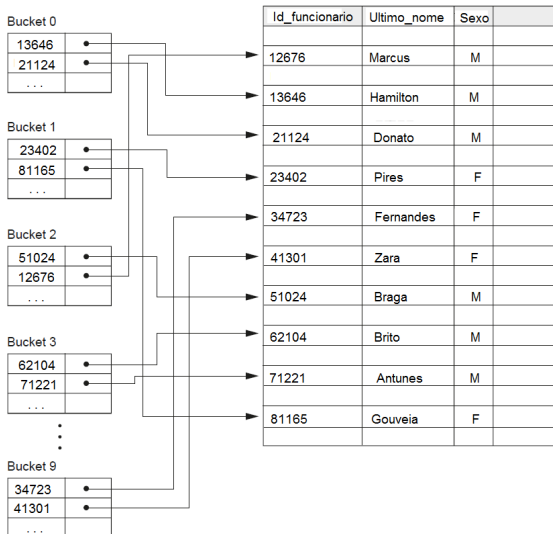 Bucket 0
13646
21124
. . .
Bucket 1
23402
81165
. . .
Bucket 2
51024
12676
. . .
Bucket 3
62104
71221
. . .
Bucket 9
34723
41301
. . .
Id_funcionario Ultimo_nome Sexo
12676 Marcus M
13646 Hamilton M
21124 Donato M
23402 Pires F
34723 Fernandes F
41301 Zara F
51024 Braga M
62104 Brito M
71221 Antunes M
81165 Gouveia F